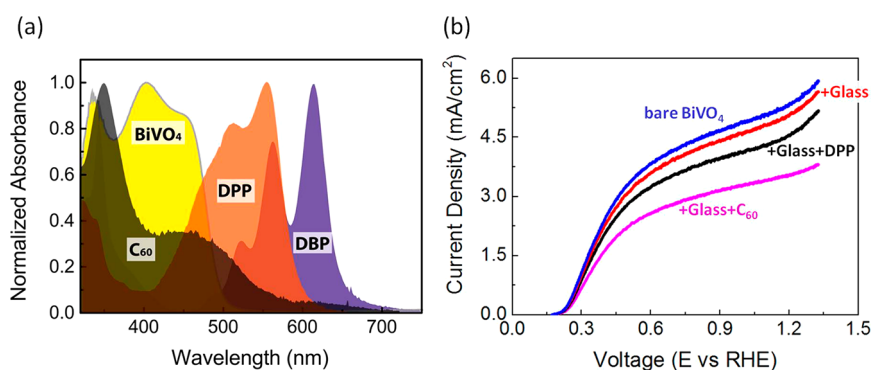 (a)
Normalized Absorbance
1.0
0.8
0.6
0.4
0.2
0.0
BiVO₄
DPP
C₆₀
DBP
400
500
600
700
Wavelength (nm)
(b)
Current Density (mA/cm²)
6.0
4.5
3.0
1.5
0.0
bare BiVO₄
+Glass
+Glass+DPP
+Glass+C₆₀
0.0
0.3
0.6
0.9
1.2
1.5
Voltage (E vs RHE)